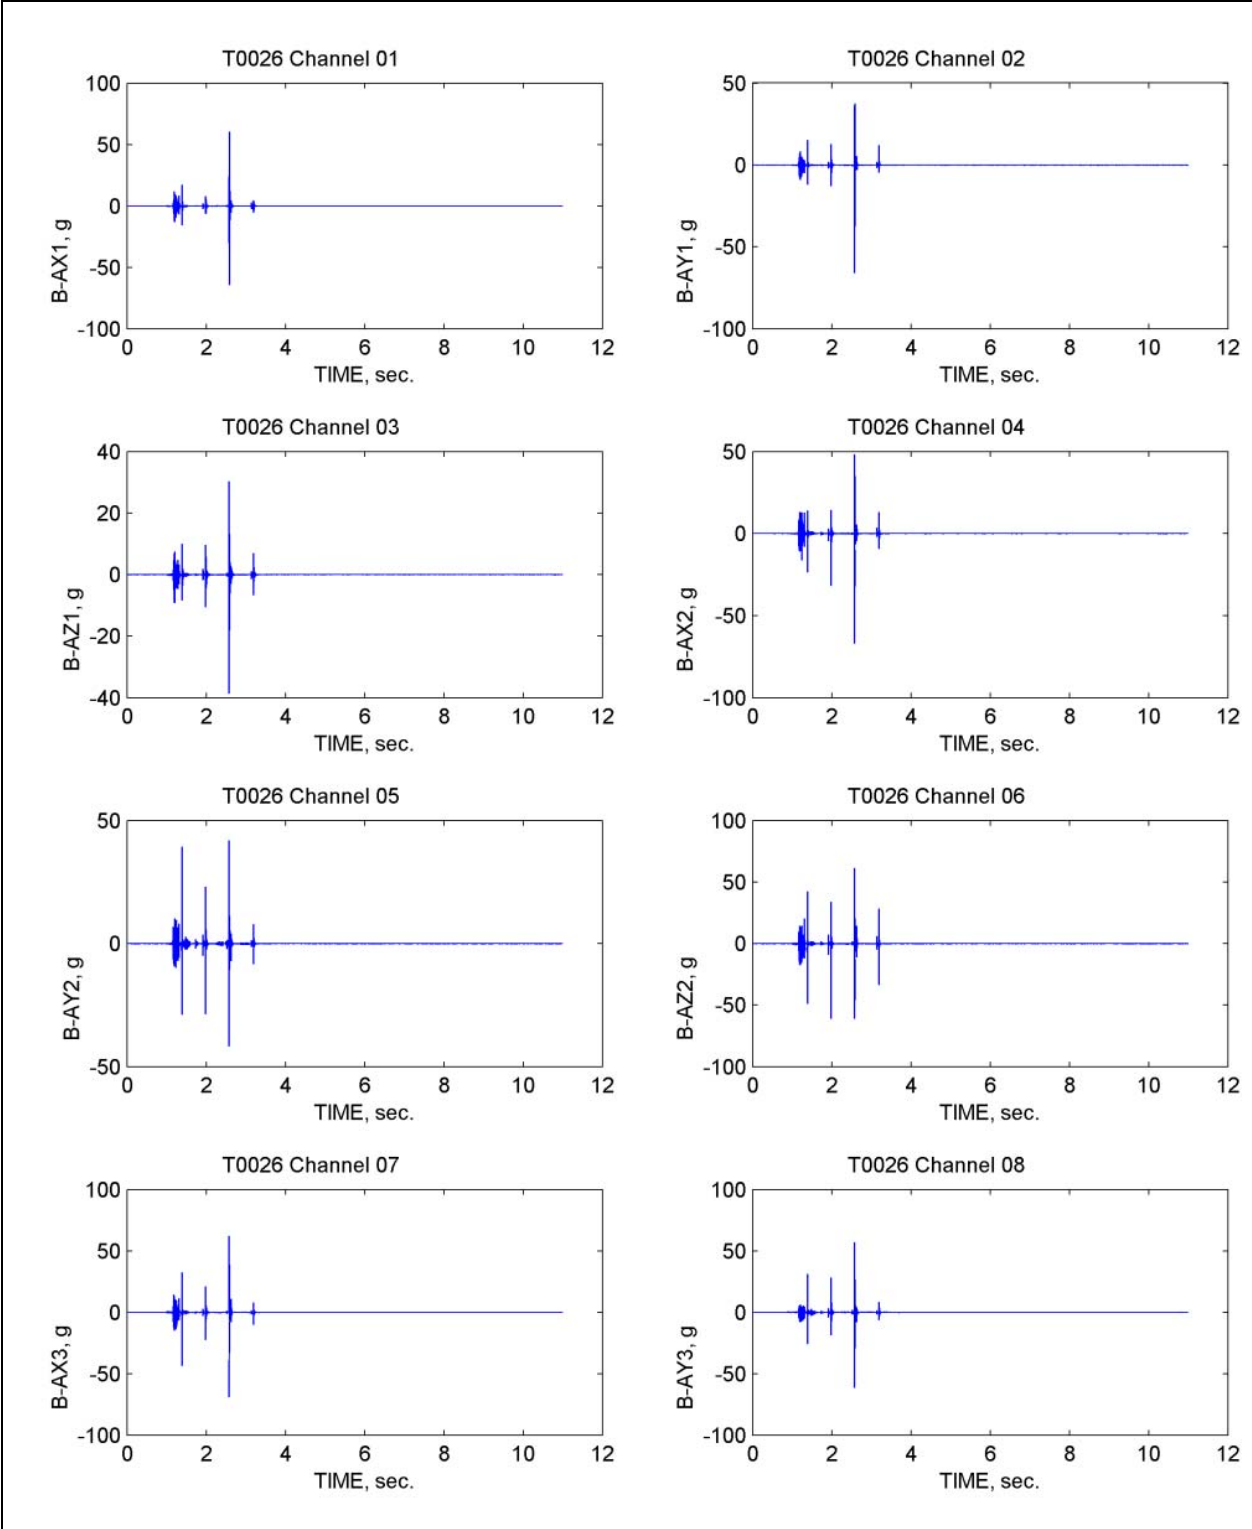 T0026 Channel 01
100
50
0
-50
-100
B-AX1, g
0 2 4 6 8 10 12
TIME, sec.
T0026 Channel 02
50
0
-50
-100
B-AY1, g
0 2 4 6 8 10 12
TIME, sec.
T0026 Channel 03
40
20
0
-20
-40
B-AZ1, g
0 2 4 6 8 10 12
TIME, sec.
T0026 Channel 04
50
0
-50
-100
B-AX2, g
0 2 4 6 8 10 12
TIME, sec.
T0026 Channel 05
50
0
-50
B-AY2, g
0 2 4 6 8 10 12
TIME, sec.
T0026 Channel 06
100
50
0
-50
-100
B-AZ2, g
0 2 4 6 8 10 12
TIME, sec.
T0026 Channel 07
100
50
0
-50
-100
B-AX3, g
0 2 4 6 8 10 12
TIME, sec.
T0026 Channel 08
100
50
0
-50
-100
B-AY3, g
0 2 4 6 8 10 12
TIME, sec.